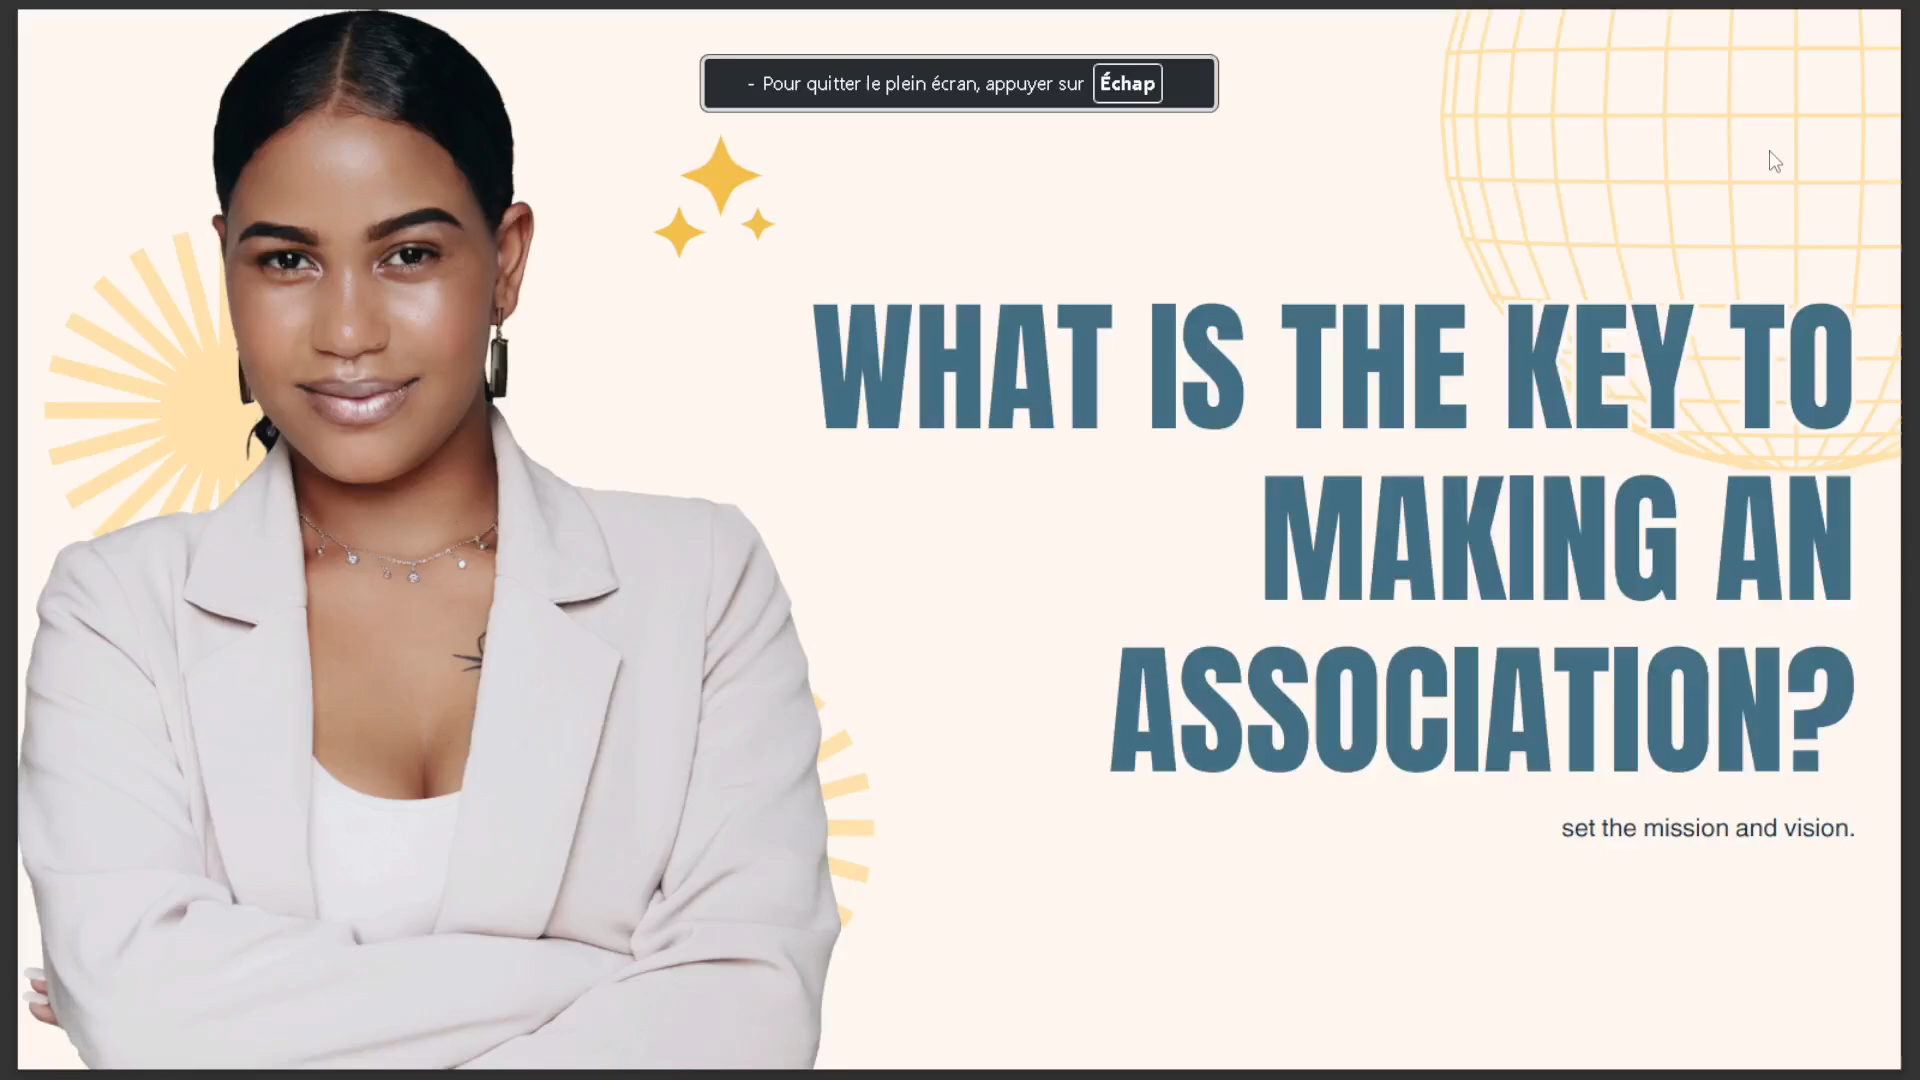 - Pour quitter le plein écran, appuyer sur Échap
WHAT IS THE KEY TO
MAKING AN
ASSOCIATION?
set the mission and vision.